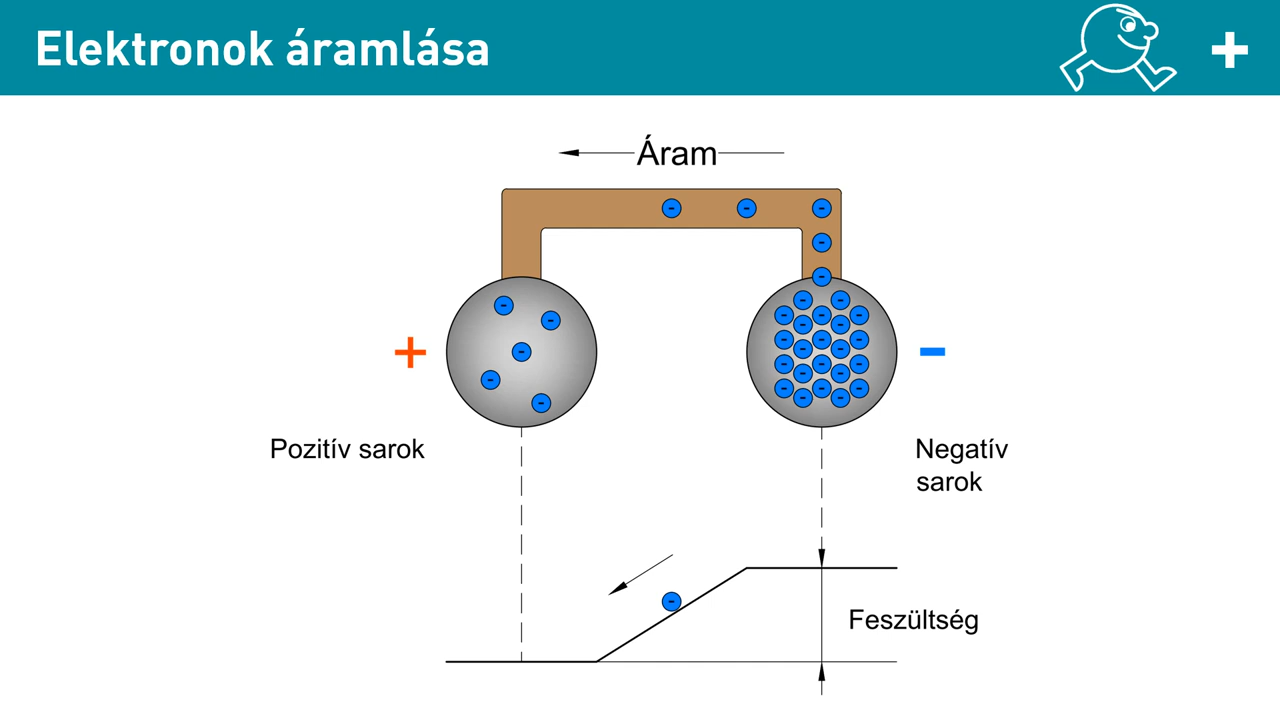 Elektronok áramlása
+
Áram
+
-
Pozitív sarok
Negatív
sarok
Feszültség